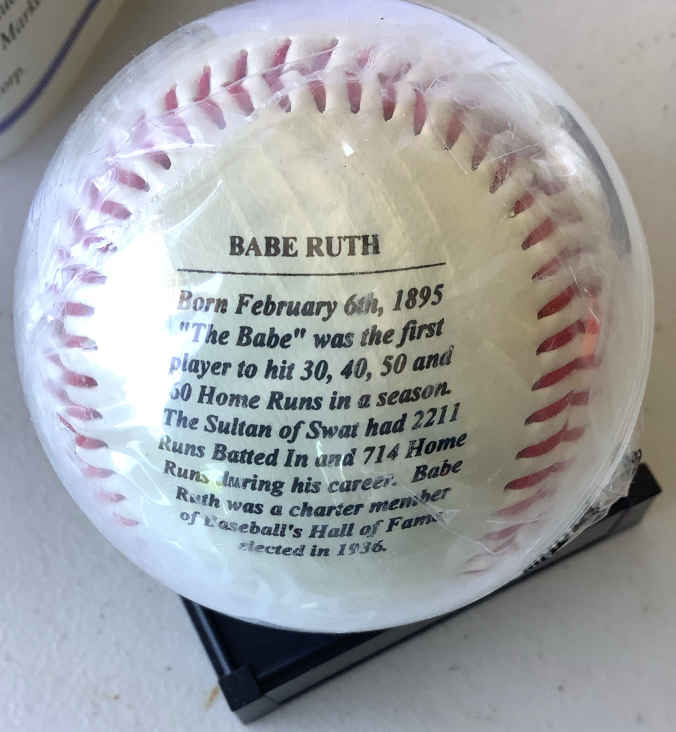 Marke
orp.
BABE RUTH
Born February 6th, 1895
"The Babe" was the first
player to hit 30, 40, 50 and
60 Home Runs in a season.
The Sultan of Swat had 2211
Runs Batted In and 714 Home
Runs during his career. Babe
Ruth was a charter member
of Baseball's Hall of Fame
elected in 1936.